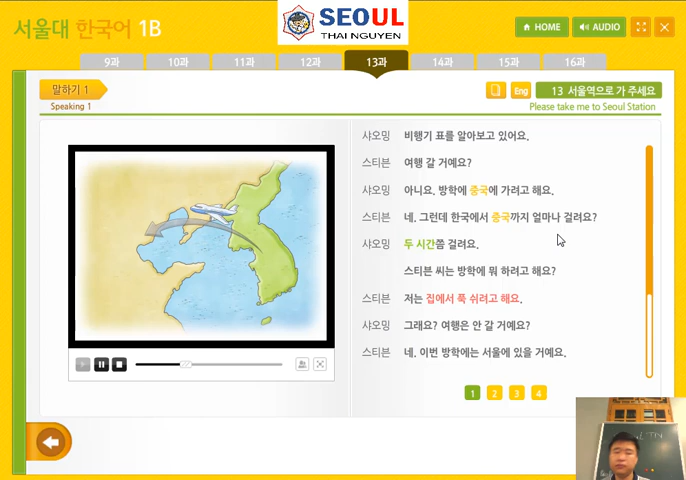 서울대 한국어 1B
SEOUL
THAI NGUYEN
HOME
AUDIO
9과
10과
11과
12과
13과
14과
15과
16과
말하기 1
Speaking 1
Eng
13 서울역으로 가 주세요
Please take me to Seoul Station
샤오밍 비행기 표를 알아보고 있어요.
스티븐 여행 갈 거예요?
샤오밍 아니요. 방학에 중국에 가려고 해요.
스티븐 네. 그런데 한국에서 중국까지 얼마나 걸려요?
샤오밍 두 시간쯤 걸려요.
스티븐 씨는 방학에 뭐 하려고 해요?
스티븐 저는 집에서 푹 쉬려고 해요.
샤오밍 그래요? 여행은 안 갈 거예요?
스티븐 네. 이번 방학에는 서울에 있을 거예요.
1 2 3 4